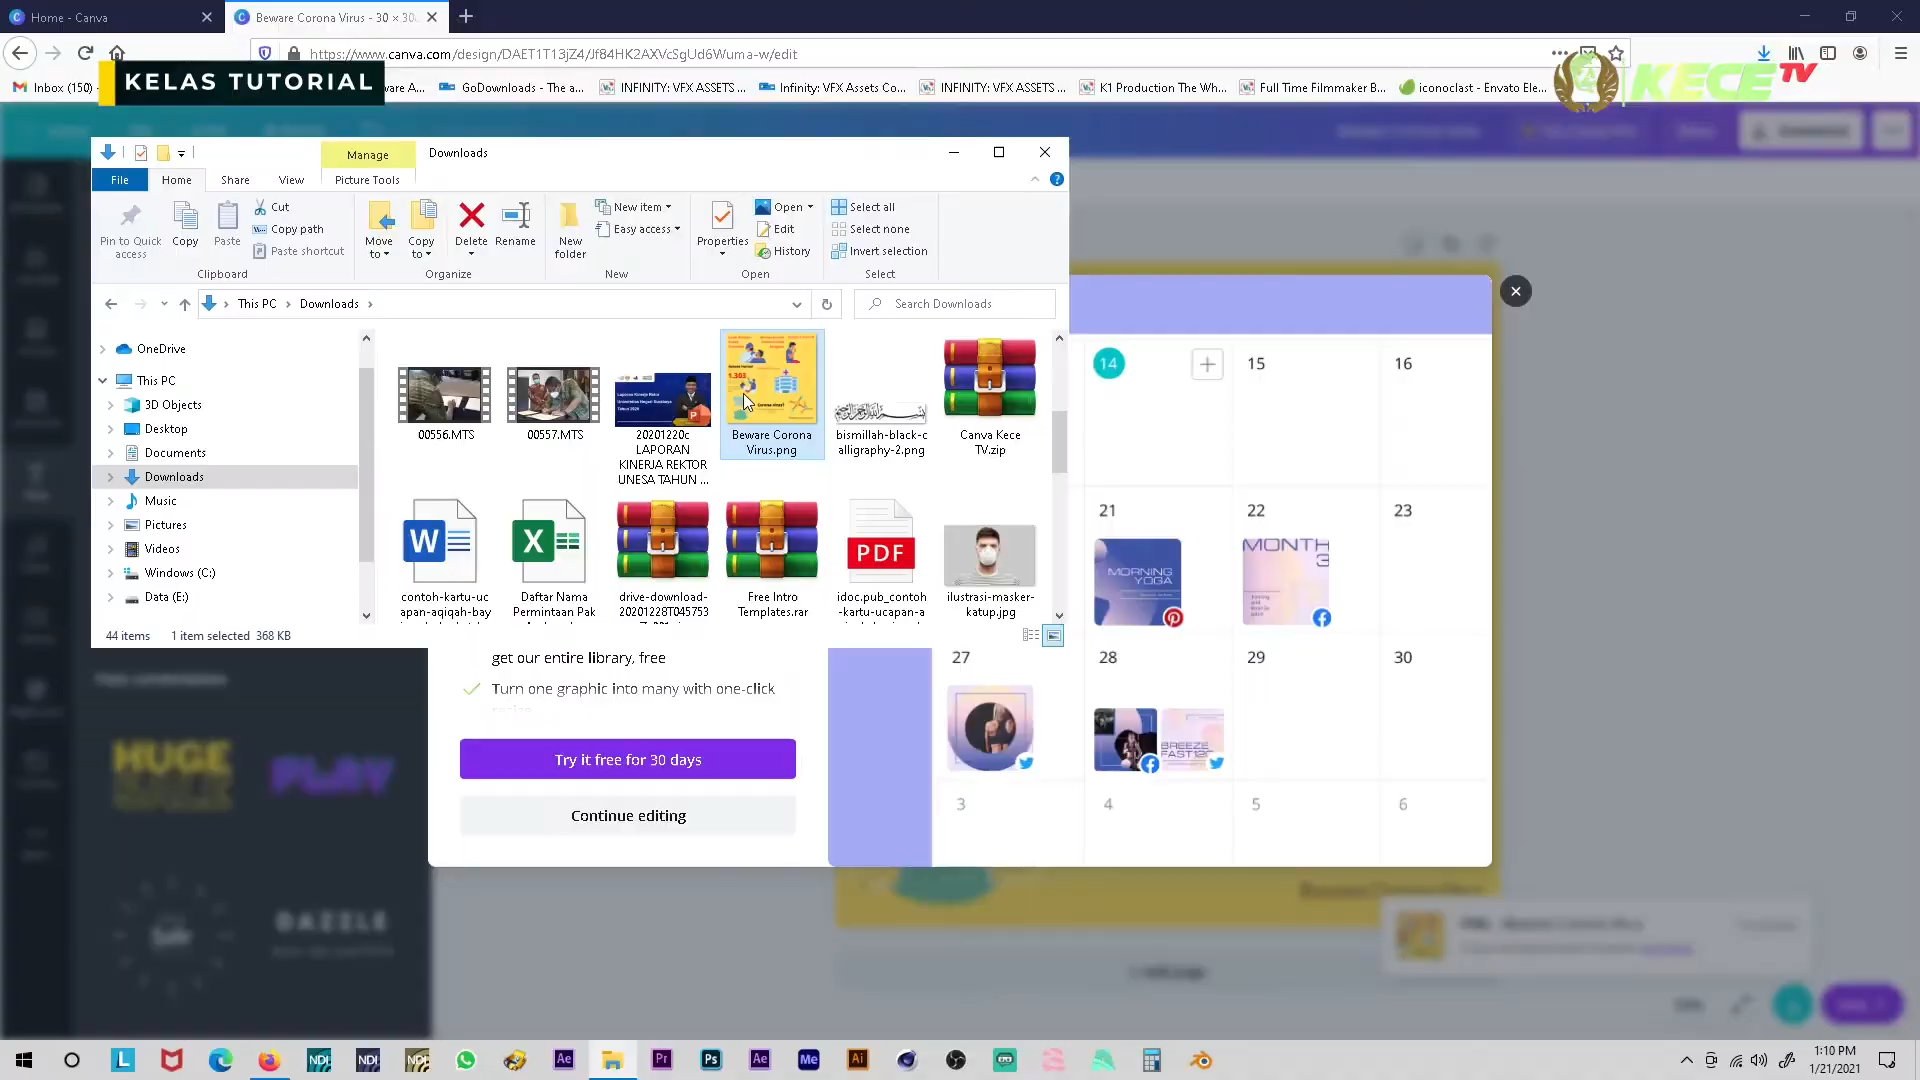 Home - Canva
Beware Corona Virus - 30 × 30
https://www.canva.com/design/DAET1T13jZ4/Jf84HK2AXVcSgUd6Wuma-w/edit
KELAS TUTORIAL
KECE TV
Inbox (150)
are A...
GoDownloads - The a...
INFINITY: VFX ASSETS ...
Infinity: VFX Assets Co...
INFINITY: VFX ASSETS ...
K1 Production The Wh...
Full Time Filmmaker B...
iconoclast - Envato Ele...
Manage
Downloads
File
Home
Share
View
Picture Tools
Pin to Quick access
Copy
Paste
Cut
Copy path
Paste shortcut
Clipboard
Move to
Copy to
Delete
Rename
Organize
New folder
New item
Easy access
New
Properties
Open
Edit
History
Open
Select all
Select none
Invert selection
Select
This PC
Downloads
Search Downloads
OneDrive
This PC
3D Objects
Desktop
Documents
Downloads
Music
Pictures
Videos
Windows (C:)
Data (E:)
00556.MTS
00557.MTS
20201220c
LAPORAN
KINERJA REKTOR
UNESA TAHUN ...
Beware Corona
Virus.png
bismillah-black-c
alligraphy-2.png
Canva Kece
TV.zip
W
X
PDF
contoh-kartu-uc
apan-aqiqah-bay
Daftar Nama
Permintaan Pak
drive-download-
20201228T045753
Free Intro
Templates.rar
idoc.pub_contoh
-kartu-ucapan-a
ilustrasi-masker-
katup.jpg
44 items
1 item selected 368 KB
get our entire library, free
Turn one graphic into many with one-click
Try it free for 30 days
Continue editing
14
15
16
21
22
23
MORNING
YOGA
MONTH
3
27
28
29
30
BREEZE
3
4
5
6
HUGE
PLAY
Sale
DAZZLE
1:10 PM
1/21/2021